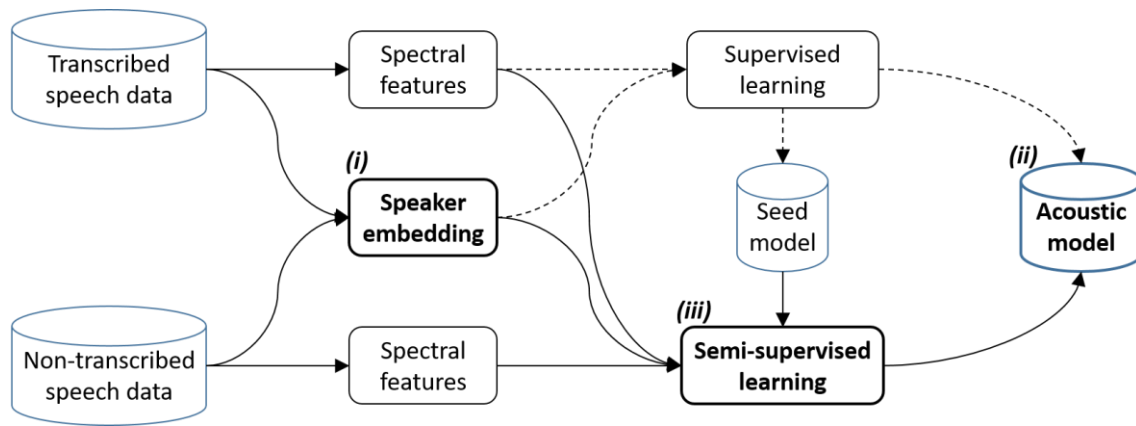 Transcribed
speech data
Spectral
features
Supervised
learning
(i)
Speaker
embedding
(ii)
Seed
model
Acoustic
model
(iii)
Non-transcribed
speech data
Spectral
features
Semi-supervised
learning